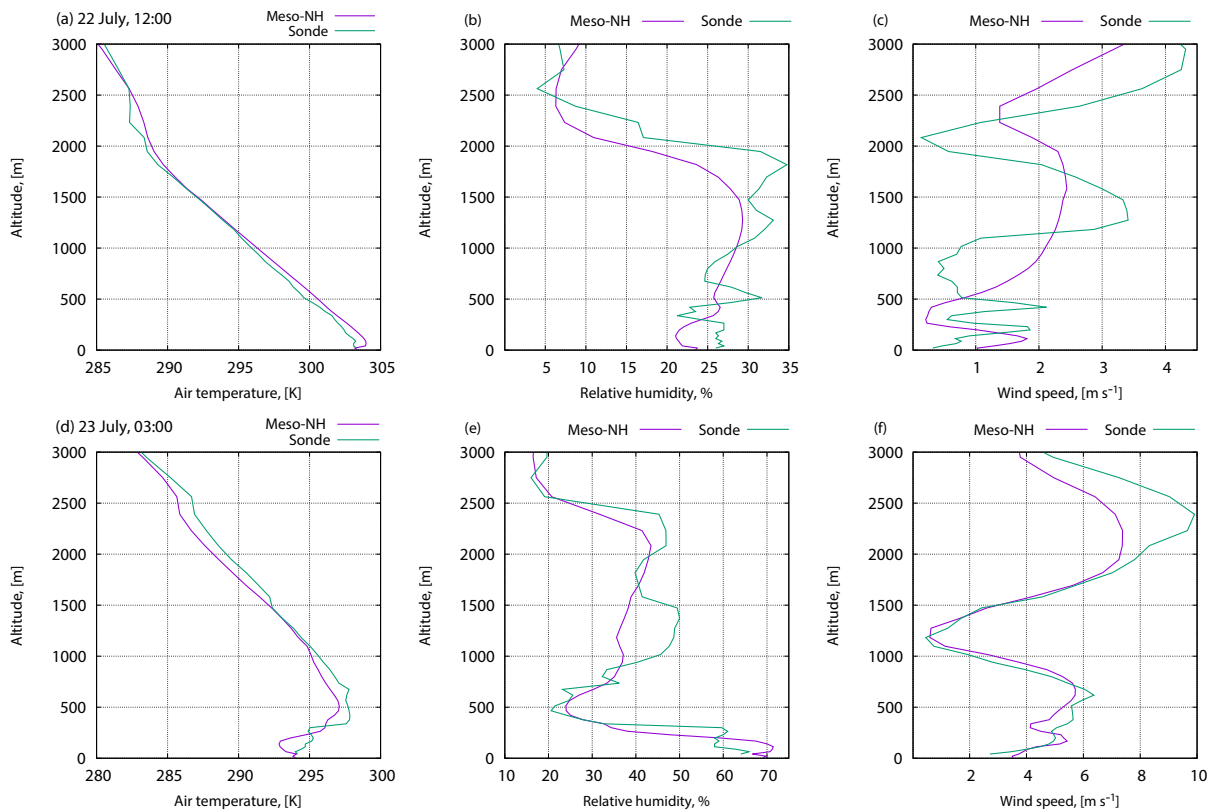 (a) 22 July, 12:00
Meso-NH
Sonde
3000
2500
2000
1500
1000
500
0
Altitude, [m]
285 290 295 300 305
Air temperature, [K]
(b)
Meso-NH Sonde
3000
2500
2000
1500
1000
500
0
Altitude, [m]
5 10 15 20 25 30 35
Relative humidity, %
(c)
Meso-NH Sonde
3000
2500
2000
1500
1000
500
0
Altitude, [m]
1 2 3 4
Wind speed, [m s⁻¹]
(d) 23 July, 03:00
Meso-NH
Sonde
3000
2500
2000
1500
1000
500
0
Altitude, [m]
280 285 290 295 300
Air temperature, [K]
(e)
Meso-NH Sonde
3000
2500
2000
1500
1000
500
0
Altitude, [m]
10 20 30 40 50 60 70
Relative humidity, %
(f)
Meso-NH Sonde
3000
2500
2000
1500
1000
500
0
Altitude, [m]
2 4 6 8 10
Wind speed, [m s⁻¹]